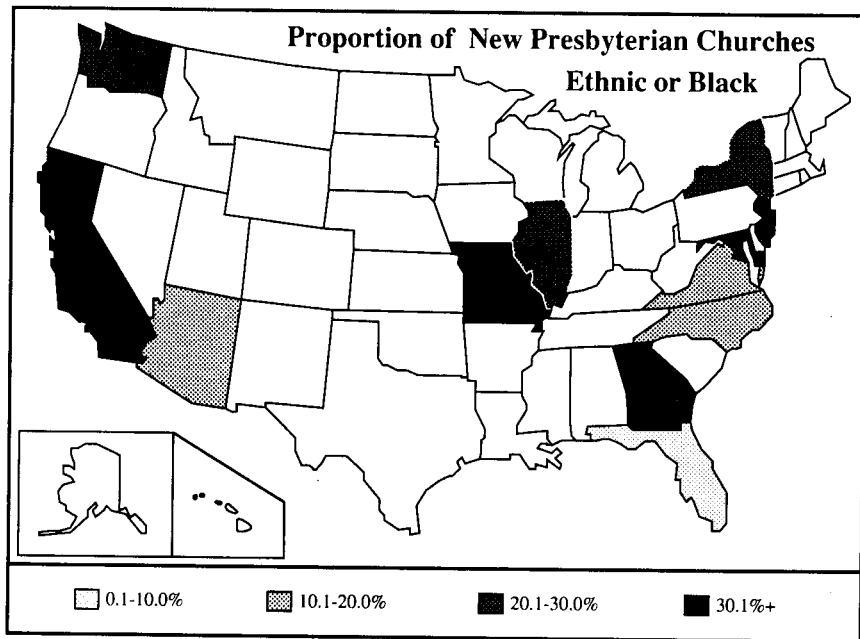 Proportion of New Presbyterian Churches
Ethnic or Black
0.1-10.0% 10.1-20.0% 20.1-30.0% 30.1%+